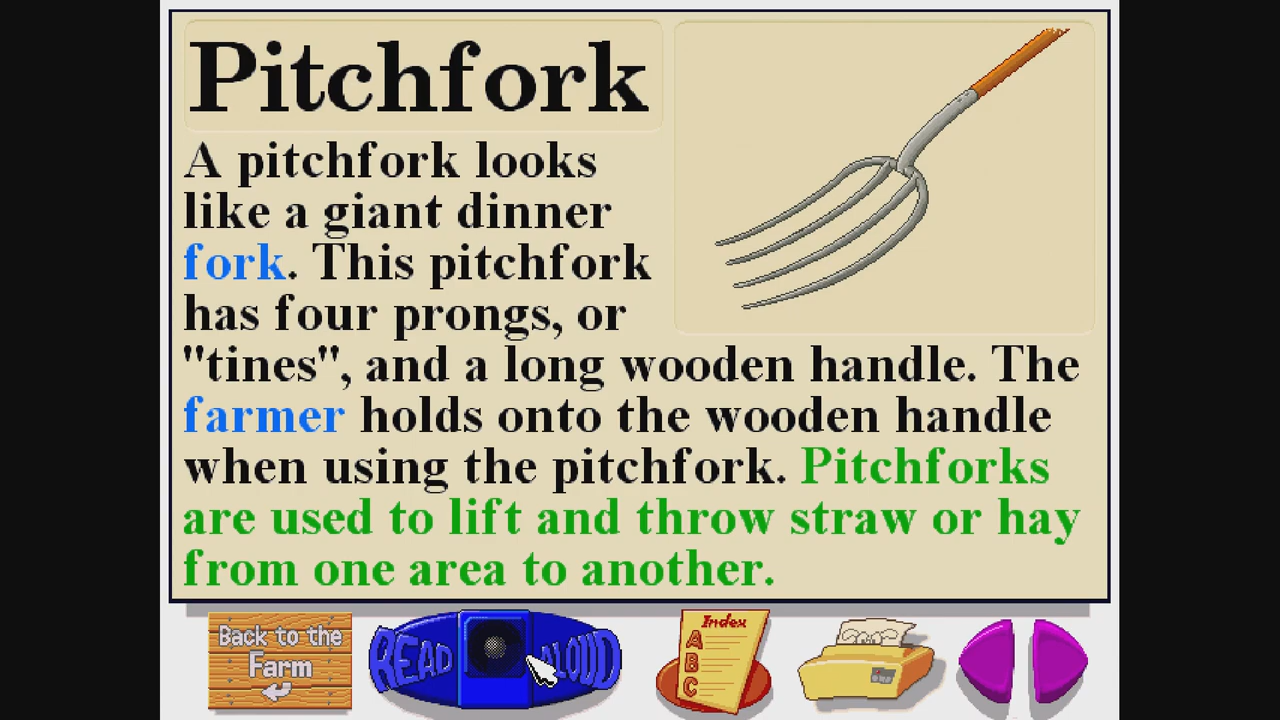 Pitchfork
A pitchfork looks
like a giant dinner
fork. This pitchfork
has four prongs, or
"tines", and a long wooden handle. The
farmer holds onto the wooden handle
when using the pitchfork. Pitchforks
are used to lift and throw straw or hay
from one area to another.
Back to the
Farm
READ ALOUD
Index
A
B
C